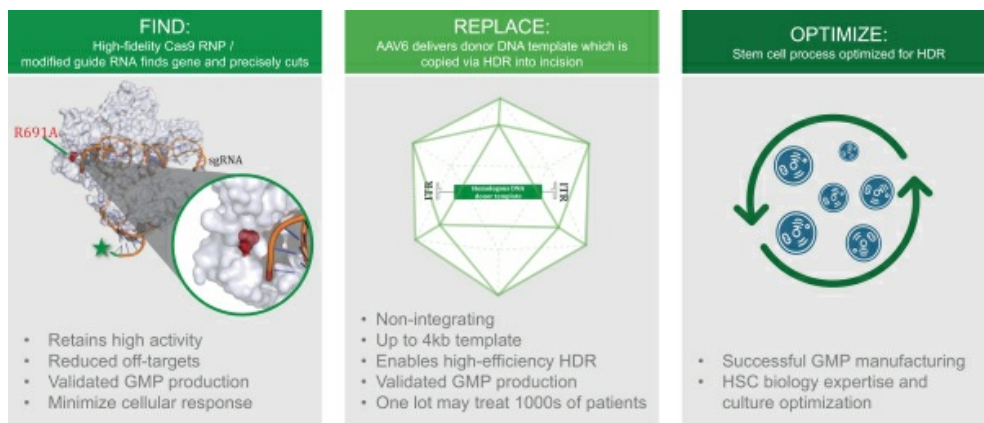 FIND:
High-fidelity Cas9 RNP /
modified guide RNA finds gene and precisely cuts
R691A
sgRNA
• Retains high activity
• Reduced off-targets
• Validated GMP production
• Minimize cellular response
REPLACE:
AAV6 delivers donor DNA template which is
copied via HDR into incision
ITR
Homologous DNA
donor template
ITR
• Non-integrating
• Up to 4kb template
• Enables high-efficiency HDR
• Validated GMP production
• One lot may treat 1000s of patients
OPTIMIZE:
Stem cell process optimized for HDR
• Successful GMP manufacturing
• HSC biology expertise and
culture optimization